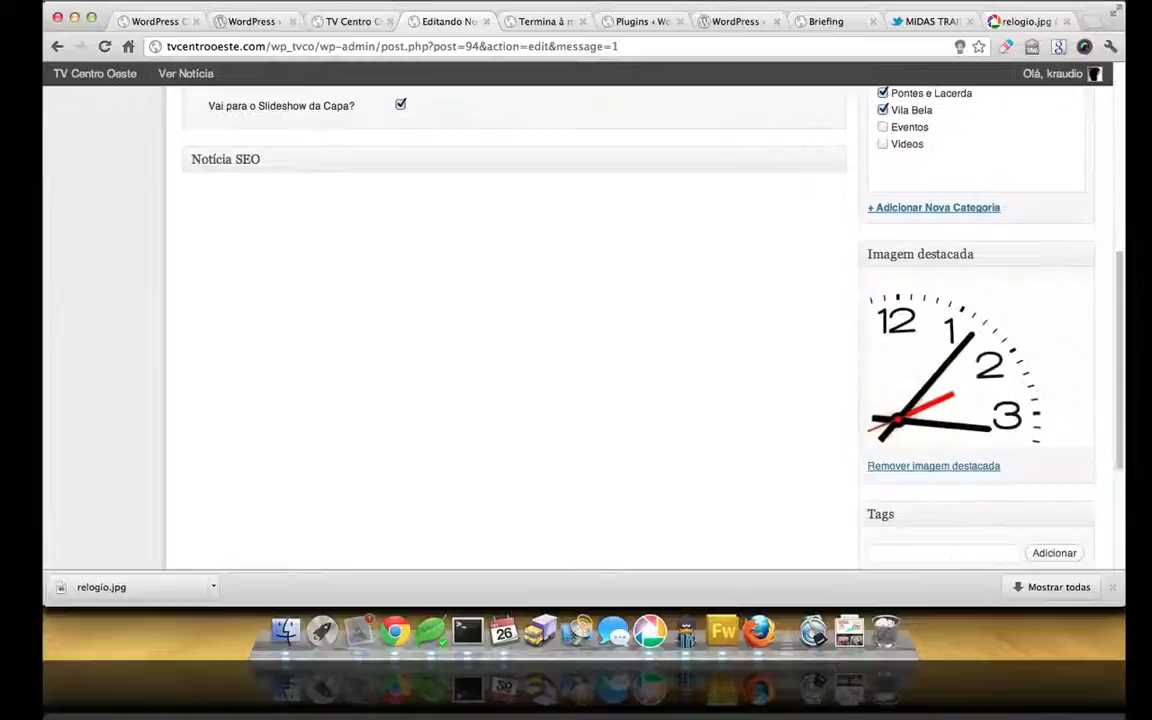 WordPress C
WordPress ›
TV Centro O
Editando No
Termina à m
Plugins ‹ Wo
WordPress ›
Briefing
MIDAS TRAI
relogio.jpg (
tvcentrooeste.com/wp_tvco/wp-admin/post.php?post=94&action=edit&message=1
TV Centro Oeste
Ver Notícia
Olá, kraudio
Vai para o Slideshow da Capa?
Pontes e Lacerda
Vila Bela
Eventos
Videos
Notícia SEO
+ Adicionar Nova Categoria
Imagem destacada
12
1
2
3
Remover imagem destacada
Tags
Adicionar
relogio.jpg
Mostrar todas
26
Fw